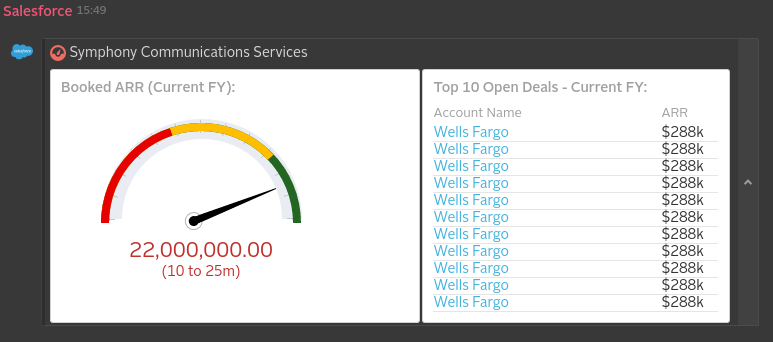 Salesforce 15:49
salesforce
Symphony Communications Services
Booked ARR (Current FY):
22,000,000.00
(10 to 25m)
Top 10 Open Deals - Current FY:
Account Name ARR
Wells Fargo $288k
Wells Fargo $288k
Wells Fargo $288k
Wells Fargo $288k
Wells Fargo $288k
Wells Fargo $288k
Wells Fargo $288k
Wells Fargo $288k
Wells Fargo $288k
Wells Fargo $288k
Wells Fargo $288k